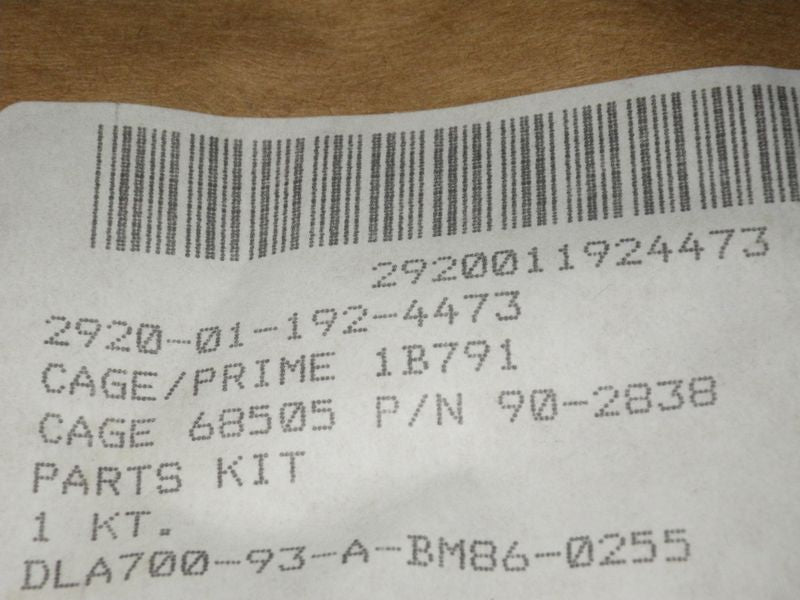 2920011924473
2920-01-192-4473
CAGE/PRIME 1B791
CAGE 68505 P/N 90-2838
PARTS KIT
1 KT.
DLA700-93-A-BM86-0255